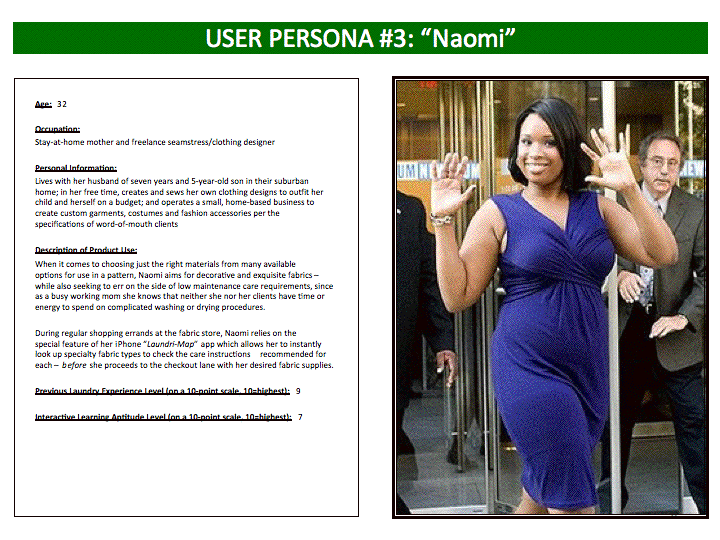 USER PERSONA #3: “Naomi”
Age: 32
Occupation:
Stay-at-home mother and freelance seamstress/clothing designer
Personal Information:
Lives with her husband of seven years and 5-year-old son in their suburban
home; in her free time, creates and sews her own clothing designs to outfit her
child and herself on a budget; and operates a small, home-based business to
create custom garments, costumes and fashion accessories per the
specifications of word-of-mouth clients
Description of Product Use:
When it comes to choosing just the right materials from many available
options for use in a pattern, Naomi aims for decorative and exquisite fabrics –
while also seeking to err on the side of low maintenance care requirements, since
as a busy working mom she knows that neither she nor her clients have time or
energy to spend on complicated washing or drying procedures.
During regular shopping errands at the fabric store, Naomi relies on the
special feature of her iPhone “Laundri-Map” app which allows her to instantly
look up specialty fabric types to check the care instructions recommended for
each – before she proceeds to the checkout lane with her desired fabric supplies.
Previous Laundry Experience Level (on a 10-point scale, 10=highest): 9
Interactive Learning Aptitude Level (on a 10-point scale, 10=highest): 7
UM NEW UM NEW